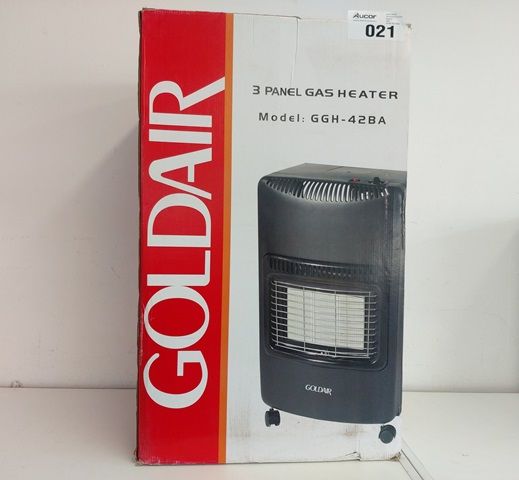 Aucor
021
GOLDAIR
3 PANEL GAS HEATER
Model: GGH-42BA
GOLDAIR